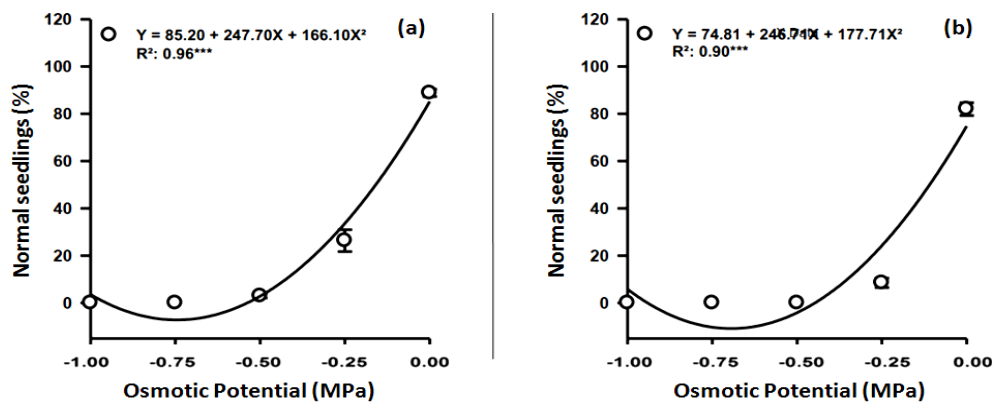 Y = 85.20 + 247.70X + 166.10X²
R²: 0.96***
(a)
120
100
80
60
40
20
0
Normal seedlings (%)
-1.00 -0.75 -0.50 -0.25 0.00
Osmotic Potential (MPa)
Y = 74.81 + 246.71X + 177.71X²
R²: 0.90***
(b)
120
100
80
60
40
20
0
Normal seedlings (%)
-1.00 -0.75 -0.50 -0.25 0.00
Osmotic Potential (MPa)